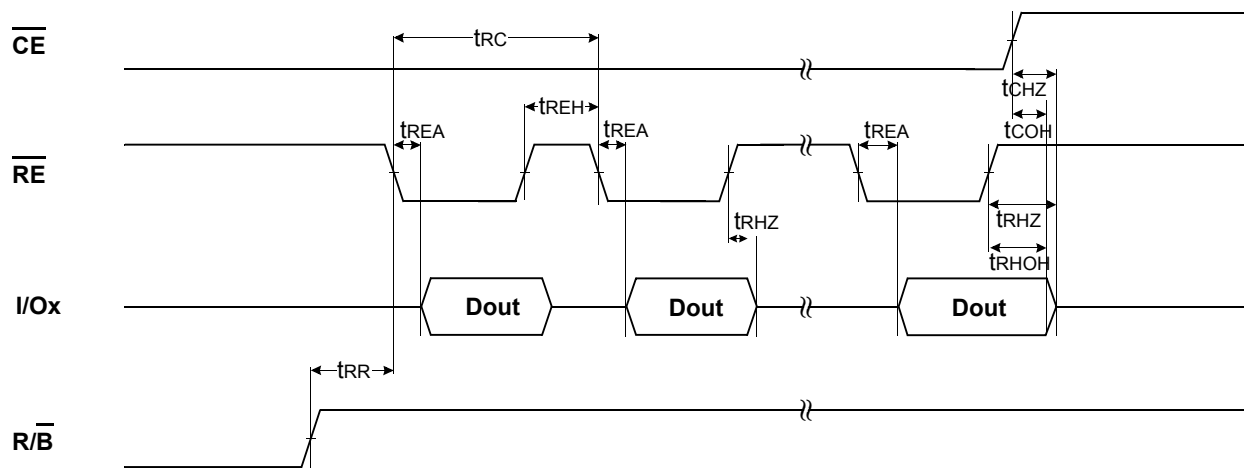 CE
tRC
tCHZ
tREH
tREA
tREA
tREA
tCOH
RE
tRHZ
tRHZ
tRHOH
I/Ox
Dout
Dout
Dout
tRR
R/B